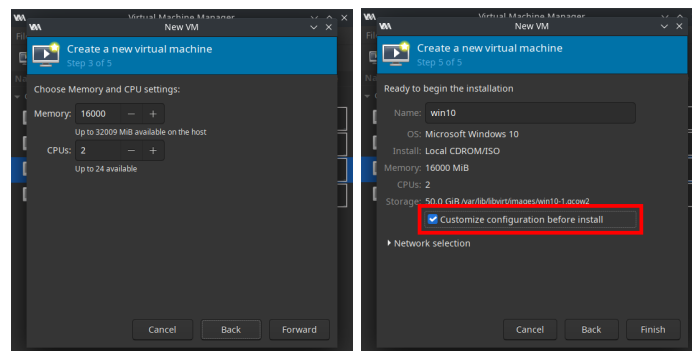 Virtual Machine Manager
New VM
Create a new virtual machine
Step 3 of 5
Choose Memory and CPU settings:
Memory: 16000 − +
Up to 32009 MiB available on the host
CPUs: 2 − +
Up to 24 available
Cancel Back Forward
Virtual Machine Manager
New VM
Create a new virtual machine
Step 5 of 5
Ready to begin the installation
Name: win10
OS: Microsoft Windows 10
Install: Local CDROM/ISO
Memory: 16000 MiB
CPUs: 2
Storage: 50.0 GiB /var/lib/libvirt/images/win10-1.qcow2
Customize configuration before install
Network selection
Cancel Back Finish